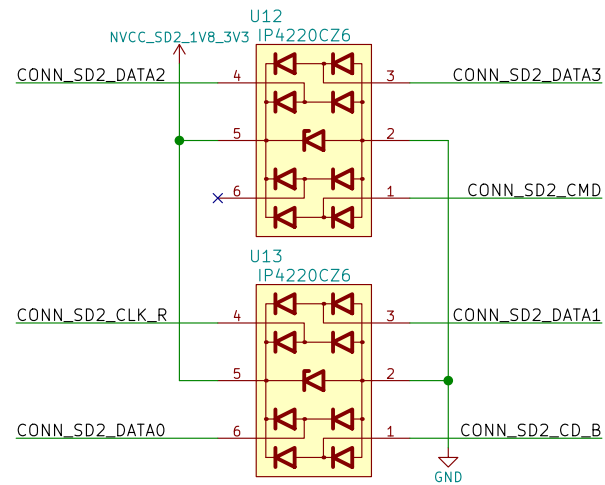 U12
NVCC_SD2_1V8_3V3
IP4220CZ6
CONN_SD2_DATA2
4
3
CONN_SD2_DATA3
5
2
6
1
CONN_SD2_CMD
U13
IP4220CZ6
CONN_SD2_CLK_R
4
3
CONN_SD2_DATA1
5
2
CONN_SD2_DATA0
6
1
CONN_SD2_CD_B
GND